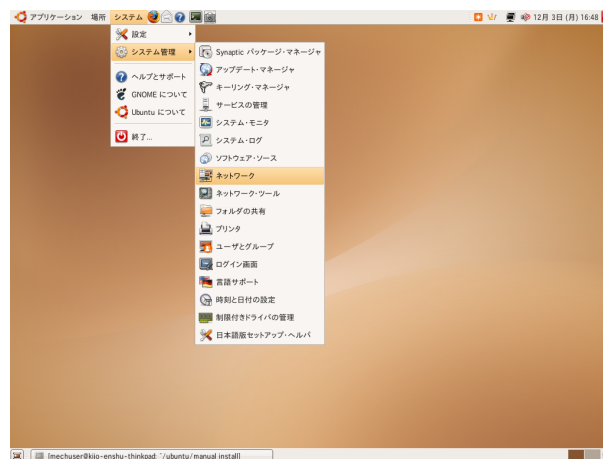 アプリケーション 場所 システム 12月 3日 (月) 16:48
設定
システム管理
ヘルプとサポート
GNOME について
Ubuntu について
終了...
Synaptic パッケージ・マネージャ
アップデート・マネージャ
キーリング・マネージャ
サービスの管理
システム・モニタ
システム・ログ
ソフトウェア・ソース
ネットワーク
ネットワーク・ツール
フォルダの共有
プリンタ
ユーザとグループ
ログイン画面
言語サポート
時刻と日付の設定
制限付きドライバの管理
日本語版セットアップ・ヘルパ
[mechuser@kijo-enshu-thinkpad: ~/ubuntu/manual install]